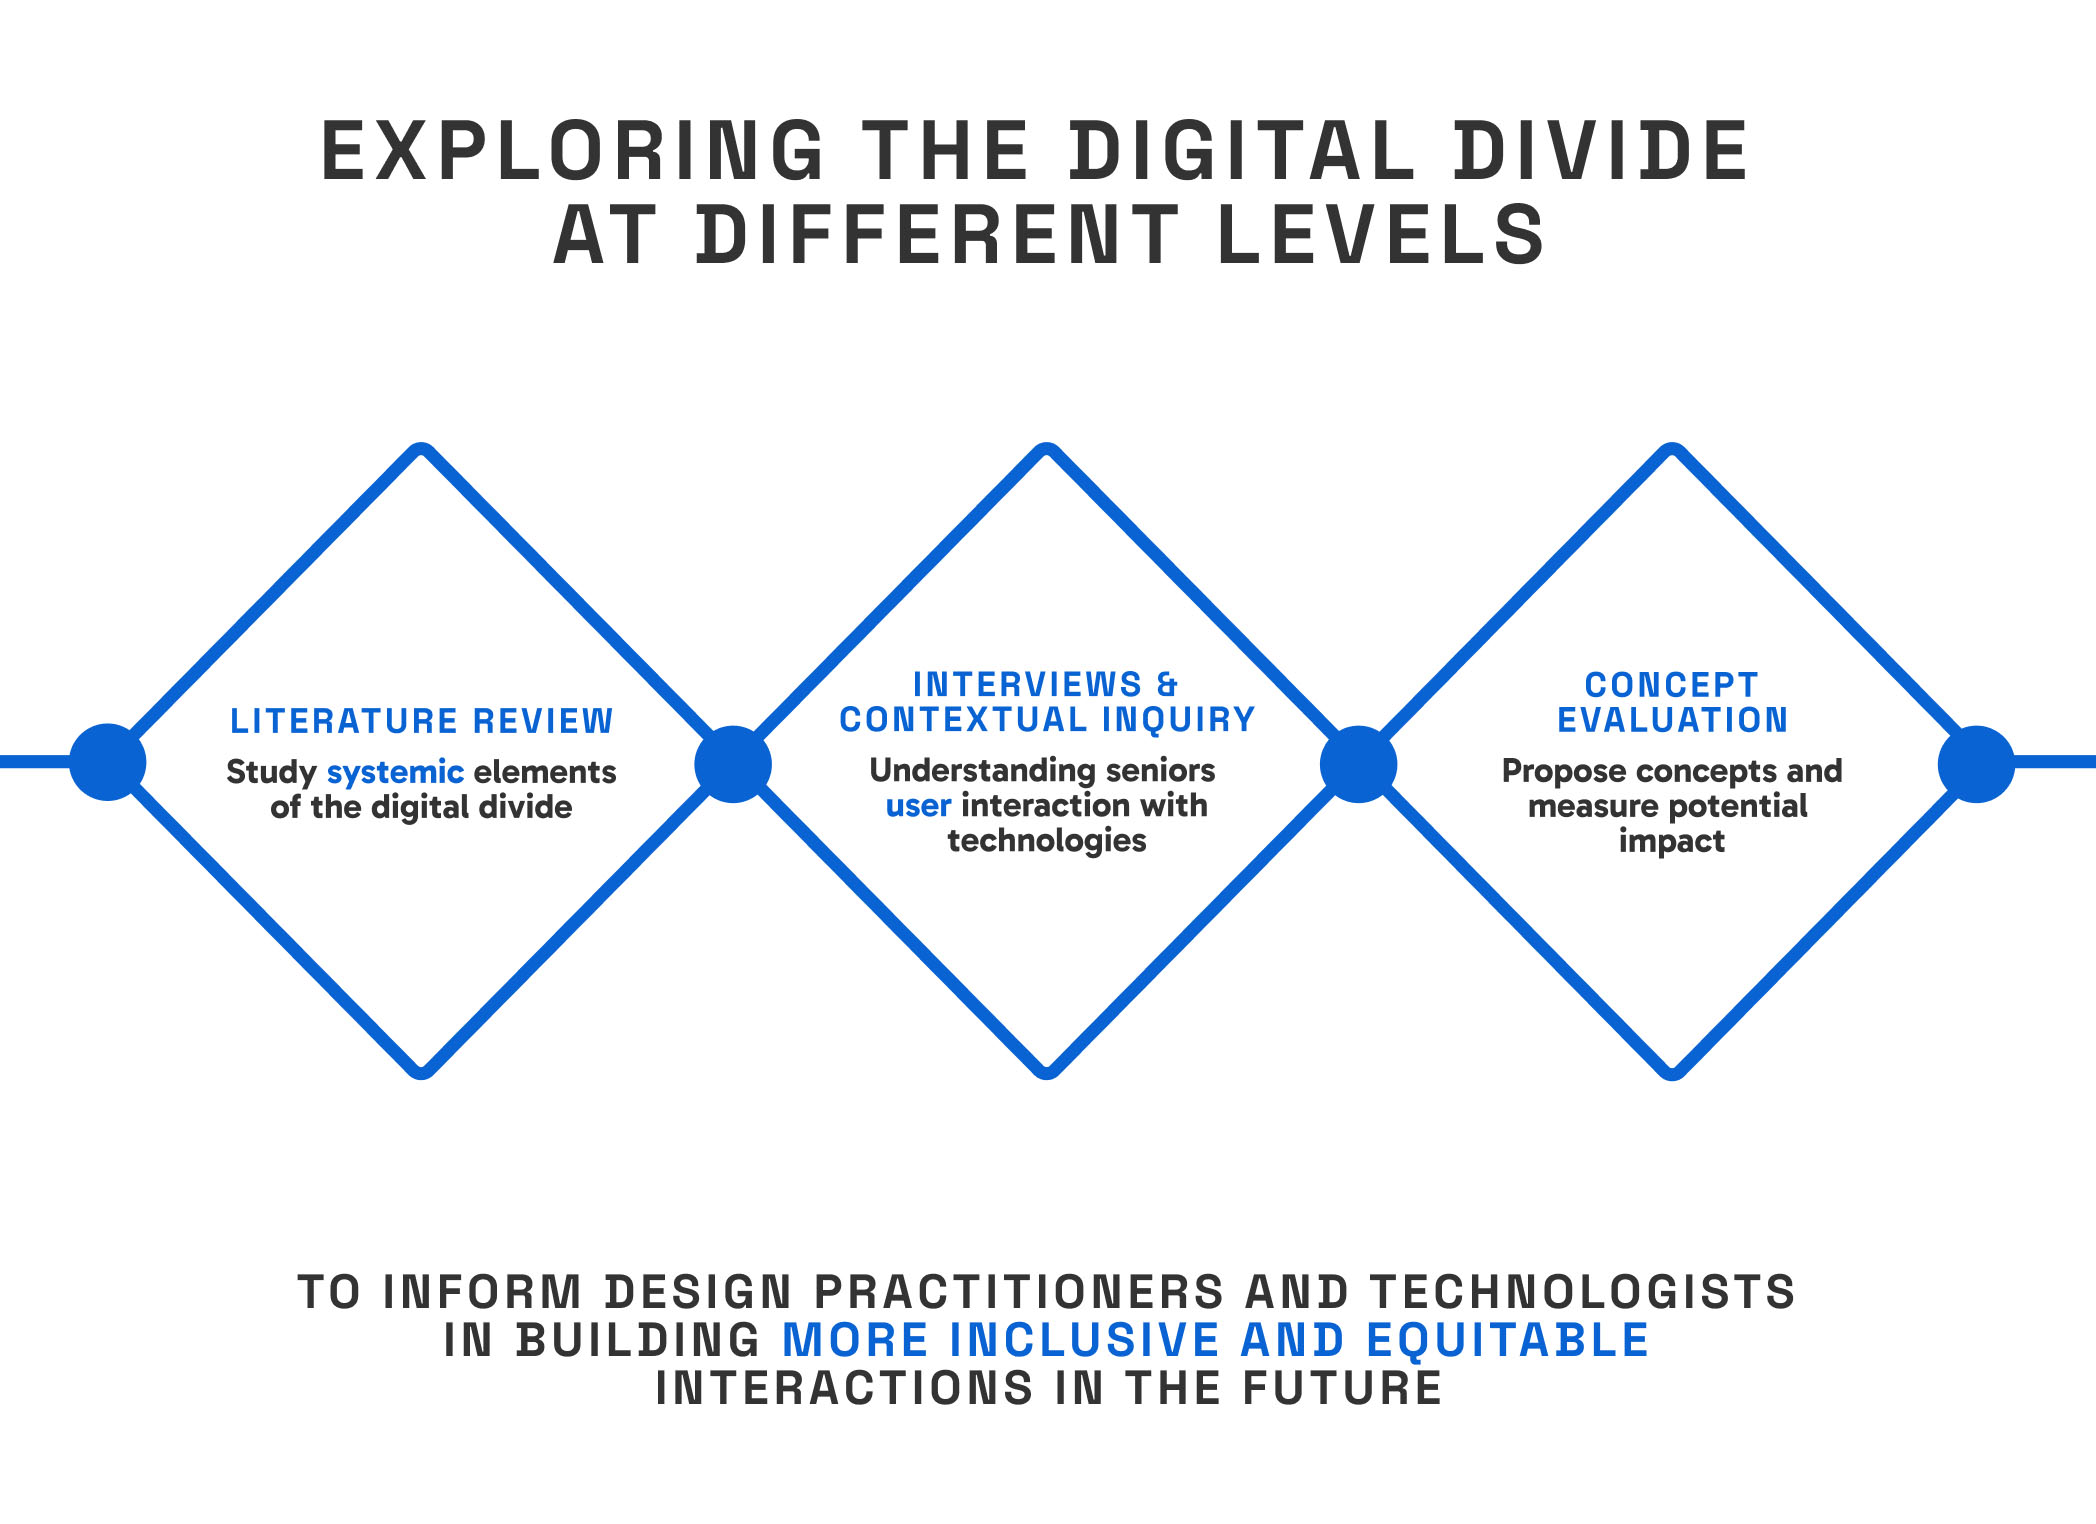 EXPLORING THE DIGITAL DIVIDE
AT DIFFERENT LEVELS
LITERATURE REVIEW
Study systemic elements
of the digital divide
INTERVIEWS &
CONTEXTUAL INQUIRY
Understanding seniors
user interaction with
technologies
CONCEPT
EVALUATION
Propose concepts and
measure potential
impact
TO INFORM DESIGN PRACTITIONERS AND TECHNOLOGISTS
IN BUILDING MORE INCLUSIVE AND EQUITABLE
INTERACTIONS IN THE FUTURE